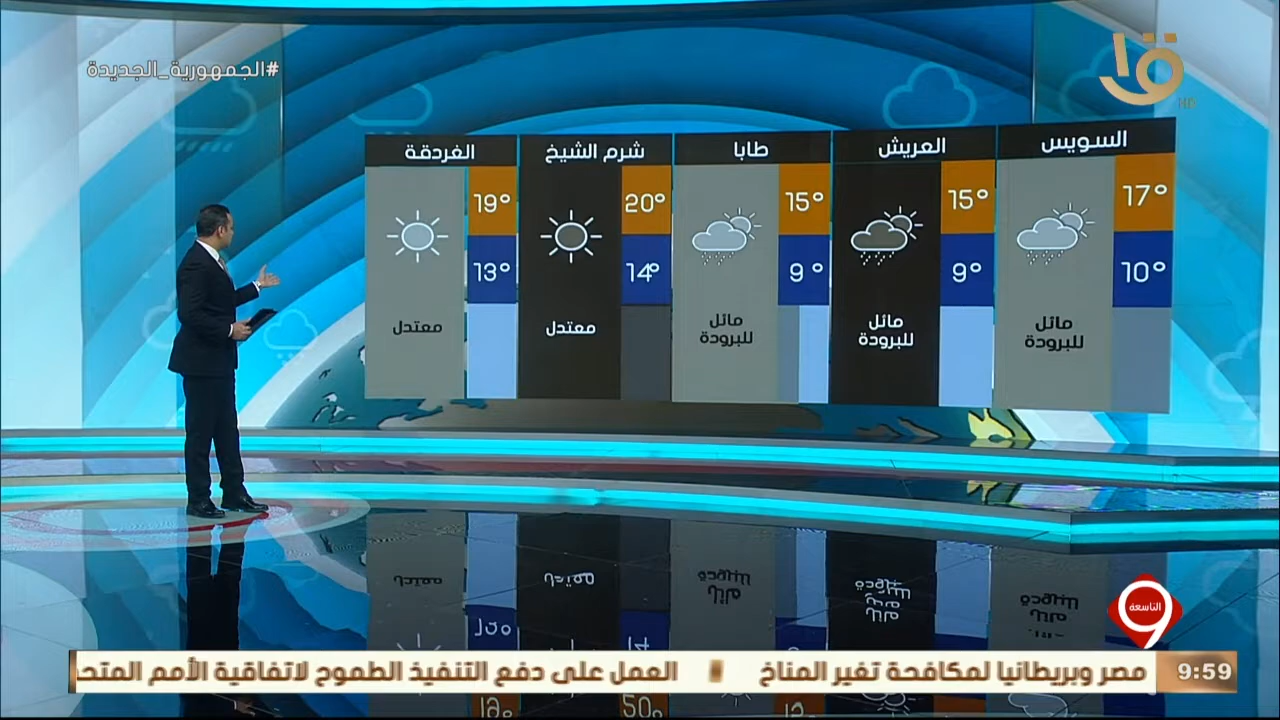 #الجمهورية_الجديدة
السويس
17°
10°
مائل
للبرودة
العريش
15°
9°
مائل
للبرودة
طابا
15°
9°
مائل
للبرودة
شرم الشيخ
20°
14°
معتدل
الغردقة
19°
13°
معتدل
التاسعة
9
9:59
مصر وبريطانيا لمكافحة تغير المناخ
العمل على دفع التنفيذ الطموح لاتفاقية الأمم المتحد